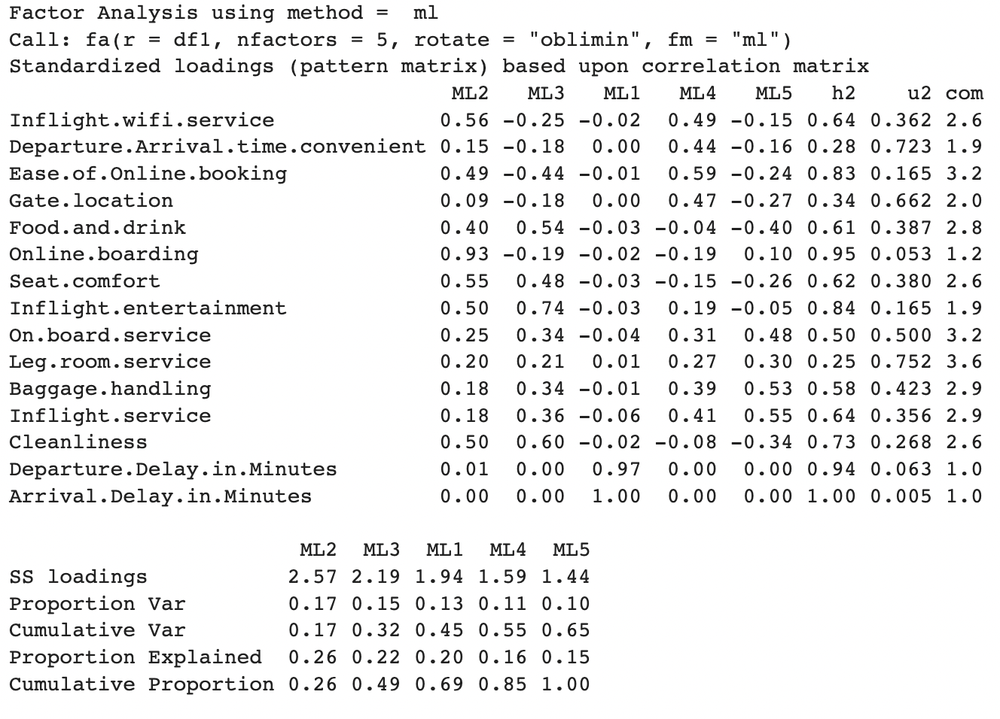 Factor Analysis using method =  ml
Call: fa(r = df1, nfactors = 5, rotate = "oblimin", fm = "ml")
Standardized loadings (pattern matrix) based upon correlation matrix
                                   ML2   ML3   ML1   ML4   ML5   h2    u2 com
Inflight.wifi.service             0.56 -0.25 -0.02  0.49 -0.15 0.64 0.362 2.6
Departure.Arrival.time.convenient 0.15 -0.18  0.00  0.44 -0.16 0.28 0.723 1.9
Ease.of.Online.booking            0.49 -0.44 -0.01  0.59 -0.24 0.83 0.165 3.2
Gate.location                     0.09 -0.18  0.00  0.47 -0.27 0.34 0.662 2.0
Food.and.drink                    0.40  0.54 -0.03 -0.04 -0.40 0.61 0.387 2.8
Online.boarding                   0.93 -0.19 -0.02 -0.19  0.10 0.95 0.053 1.2
Seat.comfort                      0.55  0.48 -0.03 -0.15 -0.26 0.62 0.380 2.6
Inflight.entertainment            0.50  0.74 -0.03  0.19 -0.05 0.84 0.165 1.9
On.board.service                  0.25  0.34 -0.04  0.31  0.48 0.50 0.500 3.2
Leg.room.service                  0.20  0.21  0.01  0.27  0.30 0.25 0.752 3.6
Baggage.handling                  0.18  0.34 -0.01  0.39  0.53 0.58 0.423 2.9
Inflight.service                  0.18  0.36 -0.06  0.41  0.55 0.64 0.356 2.9
Cleanliness                       0.50  0.60 -0.02 -0.08 -0.34 0.73 0.268 2.6
Departure.Delay.in.Minutes        0.01  0.00  0.97  0.00  0.00 0.94 0.063 1.0
Arrival.Delay.in.Minutes          0.00  0.00  1.00  0.00  0.00 1.00 0.005 1.0

                       ML2  ML3  ML1  ML4  ML5
SS loadings           2.57 2.19 1.94 1.59 1.44
Proportion Var        0.17 0.15 0.13 0.11 0.10
Cumulative Var        0.17 0.32 0.45 0.55 0.65
Proportion Explained  0.26 0.22 0.20 0.16 0.15
Cumulative Proportion 0.26 0.49 0.69 0.85 1.00